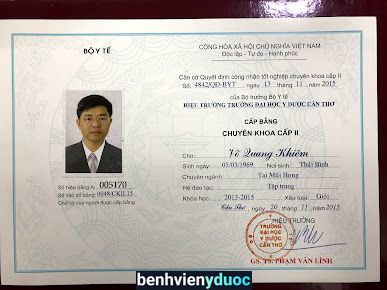 BỘ Y TẾ
CỘNG HÒA XÃ HỘI CHỦ NGHĨA VIỆT NAM
Độc lập - Tự do - Hạnh phúc
Căn cứ Quyết định công nhận tốt nghiệp chuyên khoa cấp II
Số: 4842/QĐ-BYT ngày 13 tháng 11 năm 2015
của Bộ trưởng Bộ Y tế
HIỆU TRƯỞNG TRƯỜNG ĐẠI HỌC Y DƯỢC CẦN THƠ
CẤP BẰNG
CHUYÊN KHOA CẤP II
Cho: Võ Quang Khiêm
Sinh ngày: 05/03/1969 Nơi sinh: Thái Bình
Chuyên ngành: Tai Mũi Họng
Hệ đào tạo: Tập trung
Khóa học: 2013-2015 Xếp loại: Giỏi
Cần Thơ, ngày 20 tháng 11 năm 2015
HIỆU TRƯỞNG
Số hiệu bằng A: 005170
Số vào sổ bằng: 0048/CKII.15
Chữ ký của người được cấp bằng
TRƯỜNG
ĐẠI HỌC
Y DƯỢC
CẦN THƠ
GS. TS. PHẠM VĂN LÌNH
benhvienyduoc